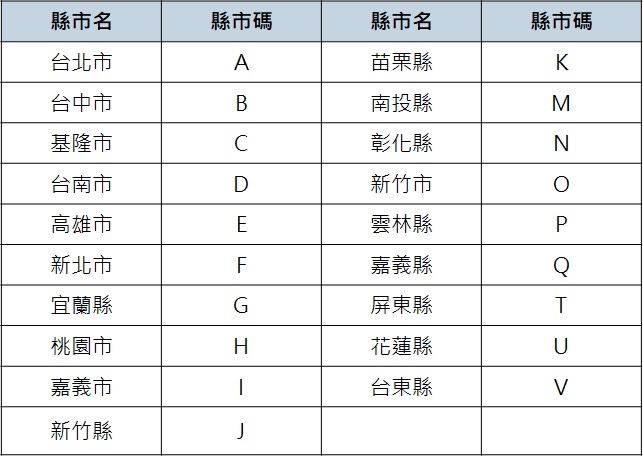 縣市名 縣市碼 縣市名 縣市碼
台北市 A 苗栗縣 K
台中市 B 南投縣 M
基隆市 C 彰化縣 N
台南市 D 新竹市 O
高雄市 E 雲林縣 P
新北市 F 嘉義縣 Q
宜蘭縣 G 屏東縣 T
桃園市 H 花蓮縣 U
嘉義市 I 台東縣 V
新竹縣 J